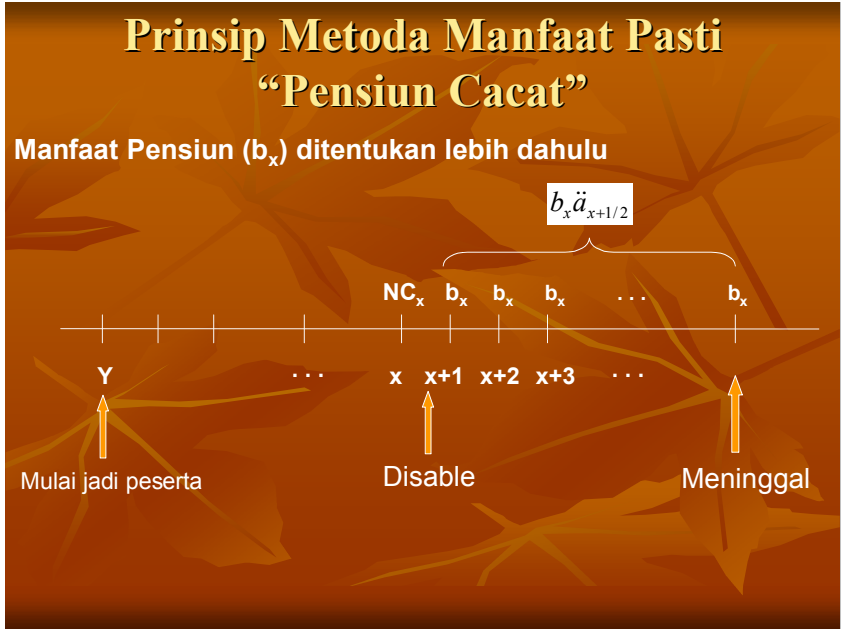 Prinsip Metoda Manfaat Pasti
“Pensiun Cacat”
Manfaat Pensiun (bₓ) ditentukan lebih dahulu
bₓäₓ₊₁/₂
NCₓ bₓ bₓ bₓ . . . bₓ
Y . . . x x+1 x+2 x+3 . . .
Mulai jadi peserta Disable Meninggal